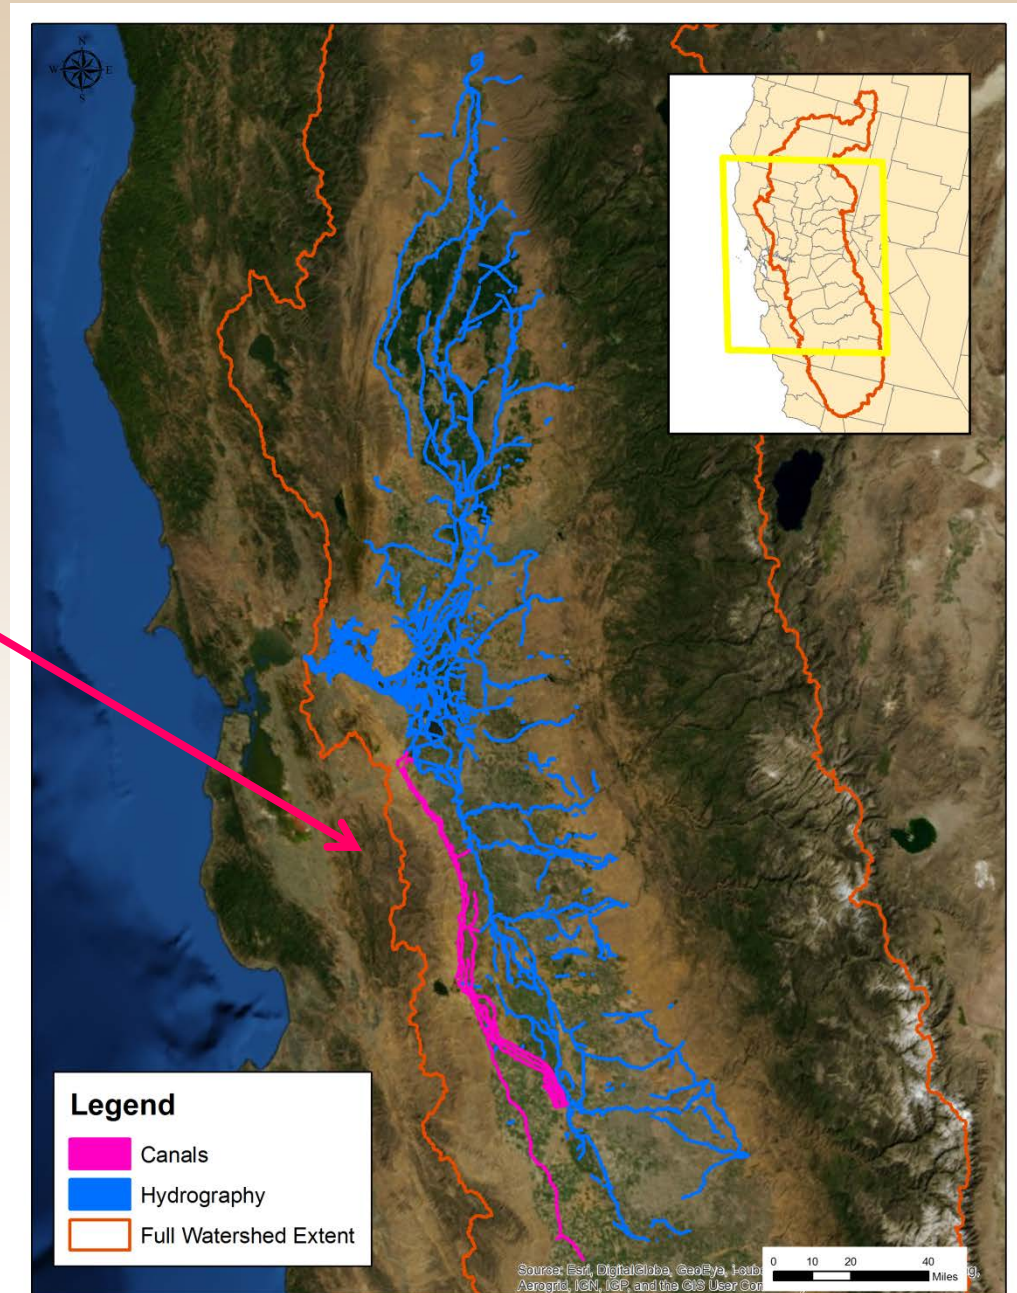 N
W E
S
Legend
Canals
Hydrography
Full Watershed Extent
0 10 20 40
Miles
Source: Esri, DigitalGlobe, GeoEye,
Aerogrid, IGN, IGP, and the GIS User